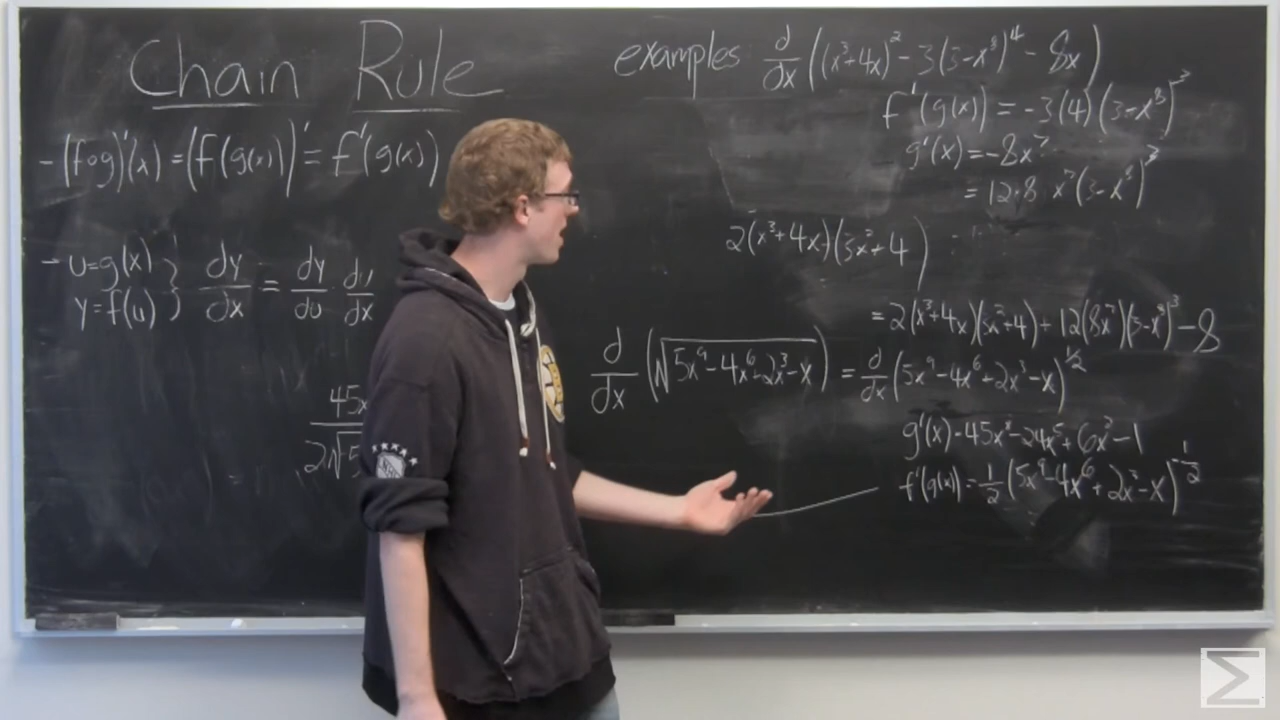 Chain Rule
- (f∘g)'(x) = (f(g(x)))' = f'(g(x))
- u=g(x)
y=f(u) } dy/dx = dy/du · du/dx
45x
2√5
examples d/dx ((x³+4x)² - 3(3-x⁸)⁴ - 8x)
f'(g(x)) = -3(4)(3-x⁸)³
g'(x) = -8x⁷
= 12·8 x⁷(3-x⁸)³
2(x³+4x)(3x²+4)
= 2(x³+4x)(3x²+4) + 12(8x⁷)(3-x⁸)³ - 8
d/dx (√5x⁹-4x⁶+2x³-x) = d/dx (5x⁹-4x⁶+2x³-x)^1/2
g'(x) = 45x⁸-24x⁵+6x²-1
f'(g(x)) = 1/2 (5x⁹-4x⁶+2x³-x)^-1/2
NHL
Σ